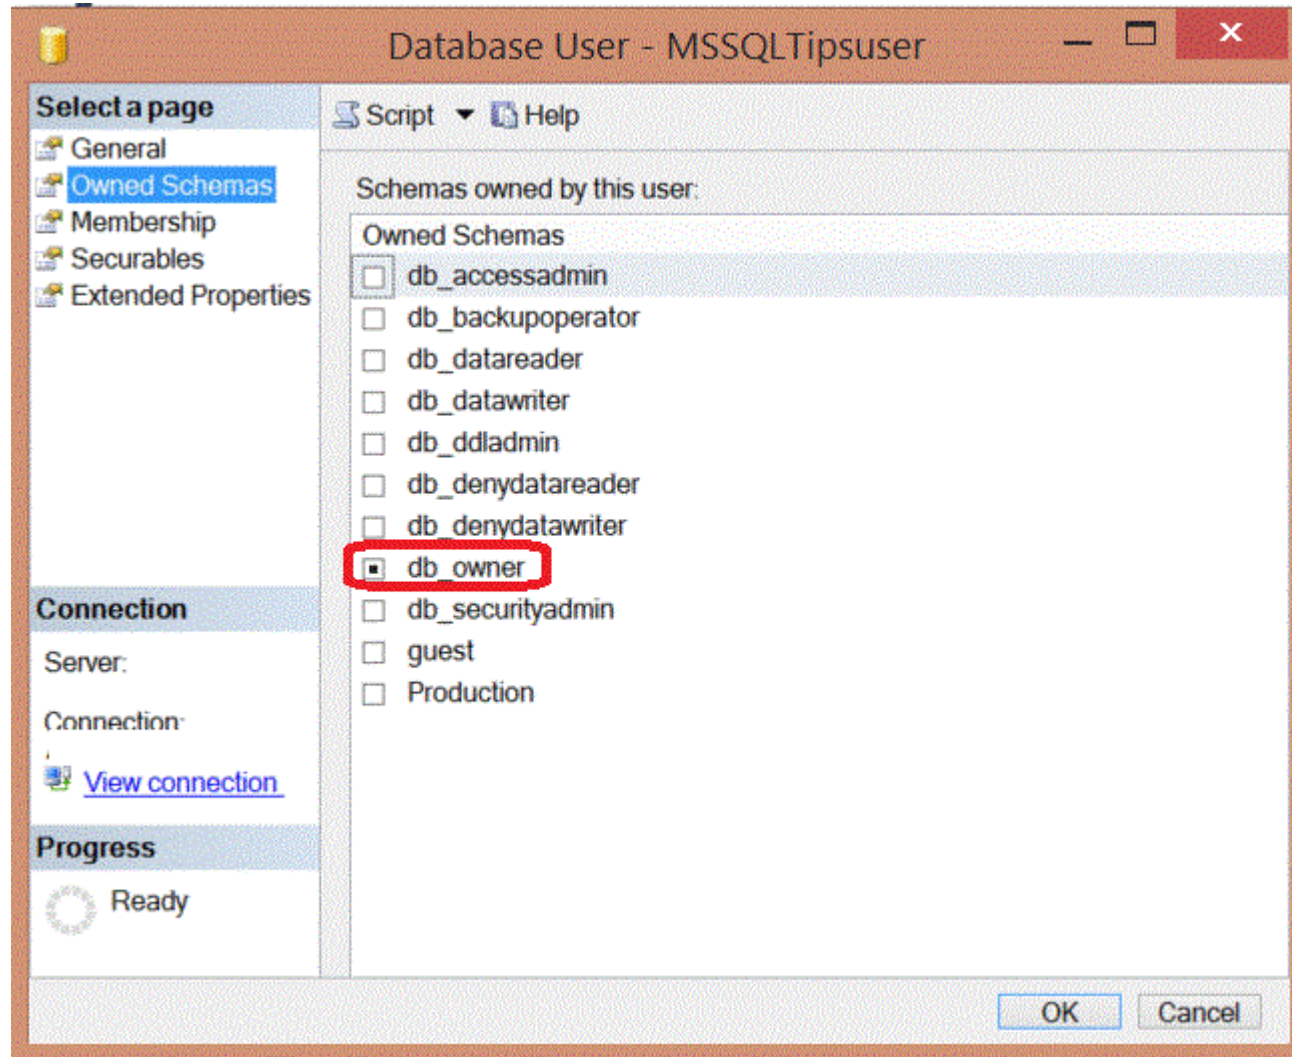 Database User - MSSQLTipsuser
Select a page
General
Owned Schemas
Membership
Securables
Extended Properties
Script Help
Schemas owned by this user:
Owned Schemas
db_accessadmin
db_backupoperator
db_datareader
db_datawriter
db_ddladmin
db_denydatareader
db_denydatawriter
db_owner
db_securityadmin
guest
Production
Connection
Server:
Connection:
View connection
Progress
Ready
OK Cancel